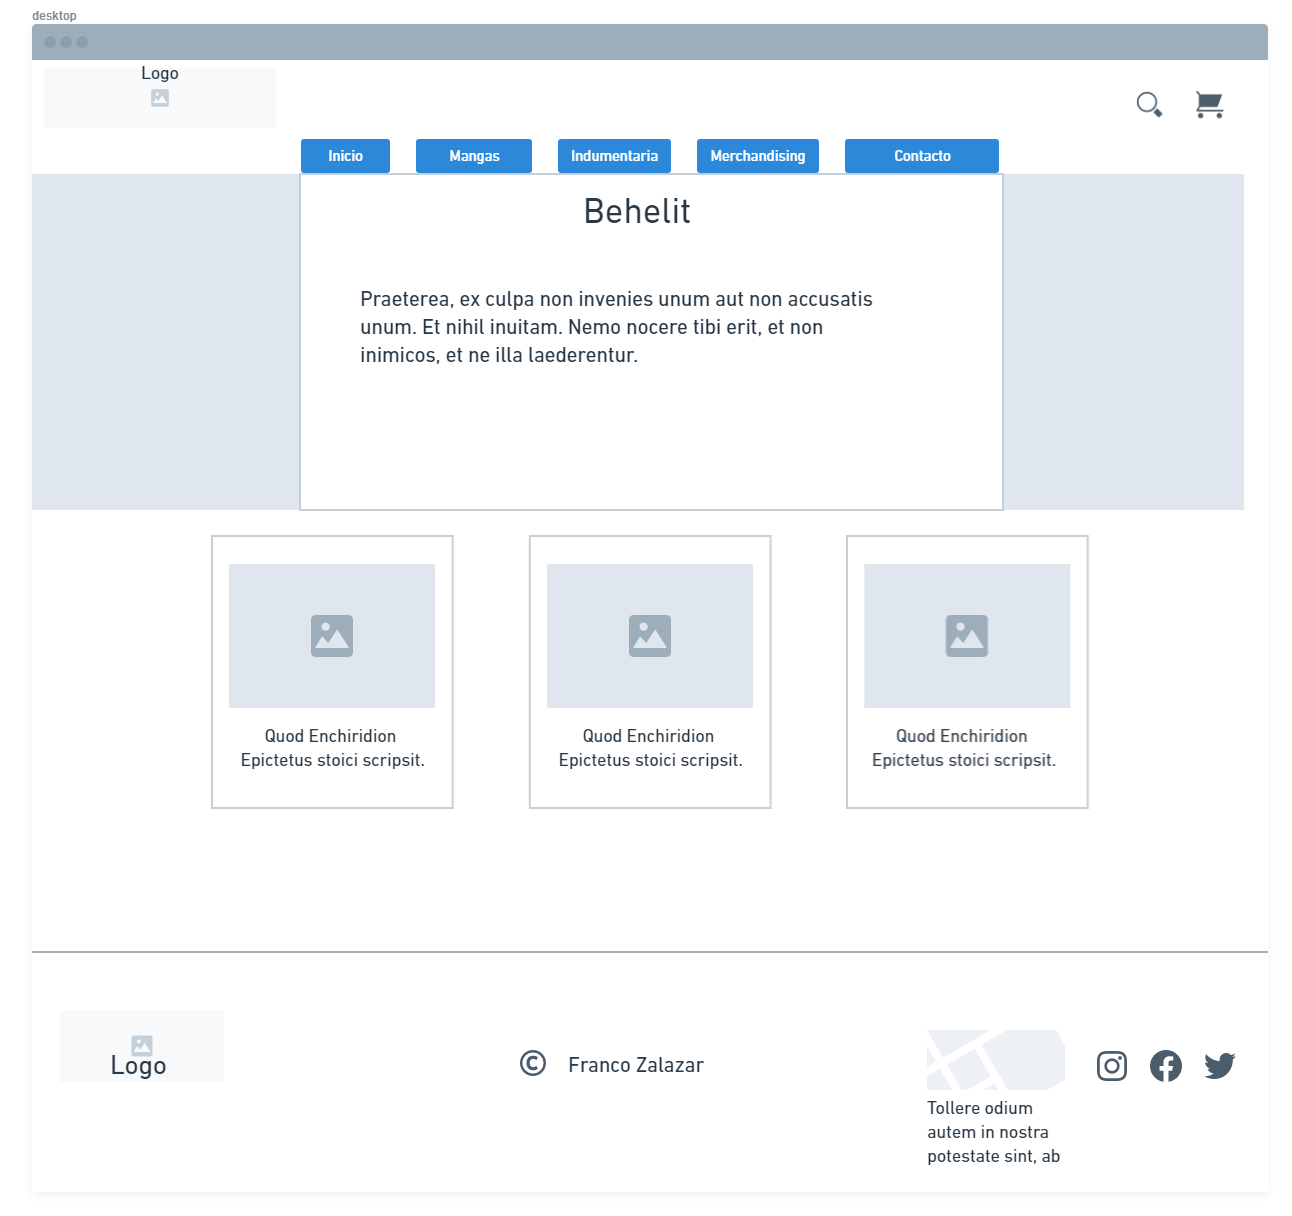 desktop
Logo
Inicio
Mangas
Indumentaria
Merchandising
Contacto
Behelit
Praeterea, ex culpa non invenies unum aut non accusatis
unum. Et nihil inuitam. Nemo nocere tibi erit, et non
inimicos, et ne illa laederentur.
Quod Enchiridion
Epictetus stoici scripsit.
Quod Enchiridion
Epictetus stoici scripsit.
Quod Enchiridion
Epictetus stoici scripsit.
Logo
© Franco Zalazar
Tollere odium
autem in nostra
potestate sint, ab